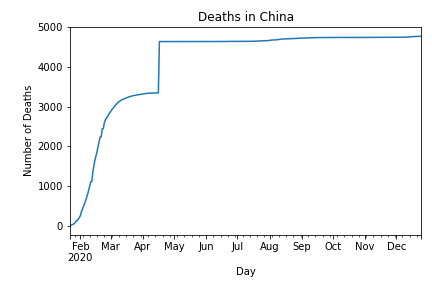 Deaths in China
Number of Deaths
5000
4000
3000
2000
1000
0
Feb Mar Apr May Jun Jul Aug Sep Oct Nov Dec
2020
Day